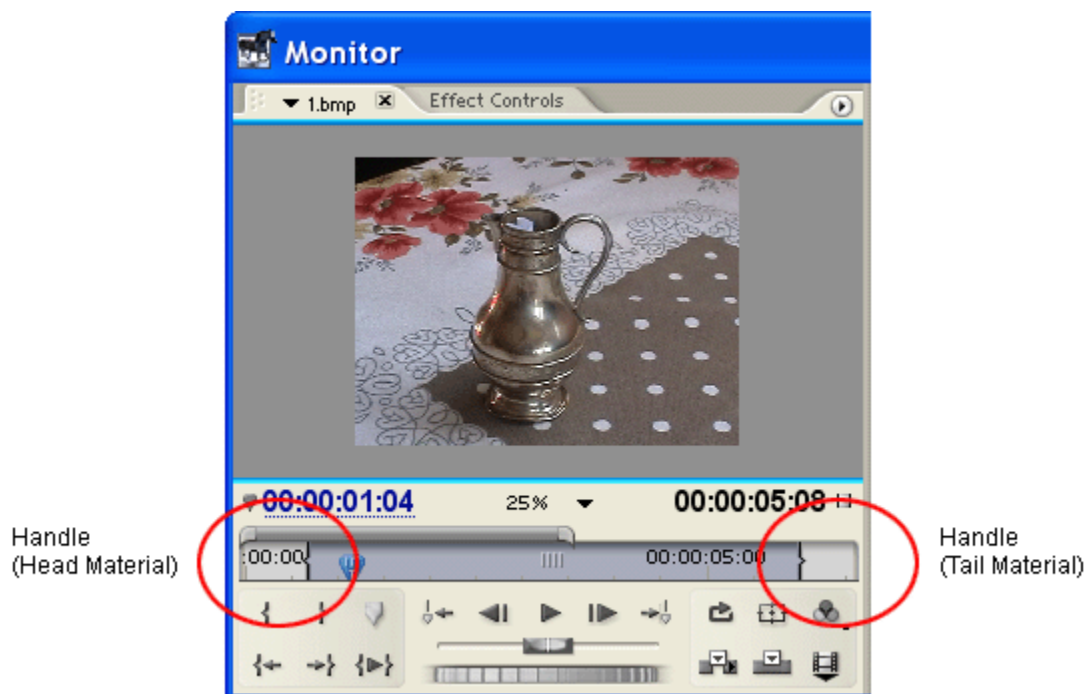 Monitor
1.bmp
Effect Controls
00:00:01:04
25%
00:00:05:08
Handle
(Head Material)
:00:00
00:00:05:00
Handle
(Tail Material)